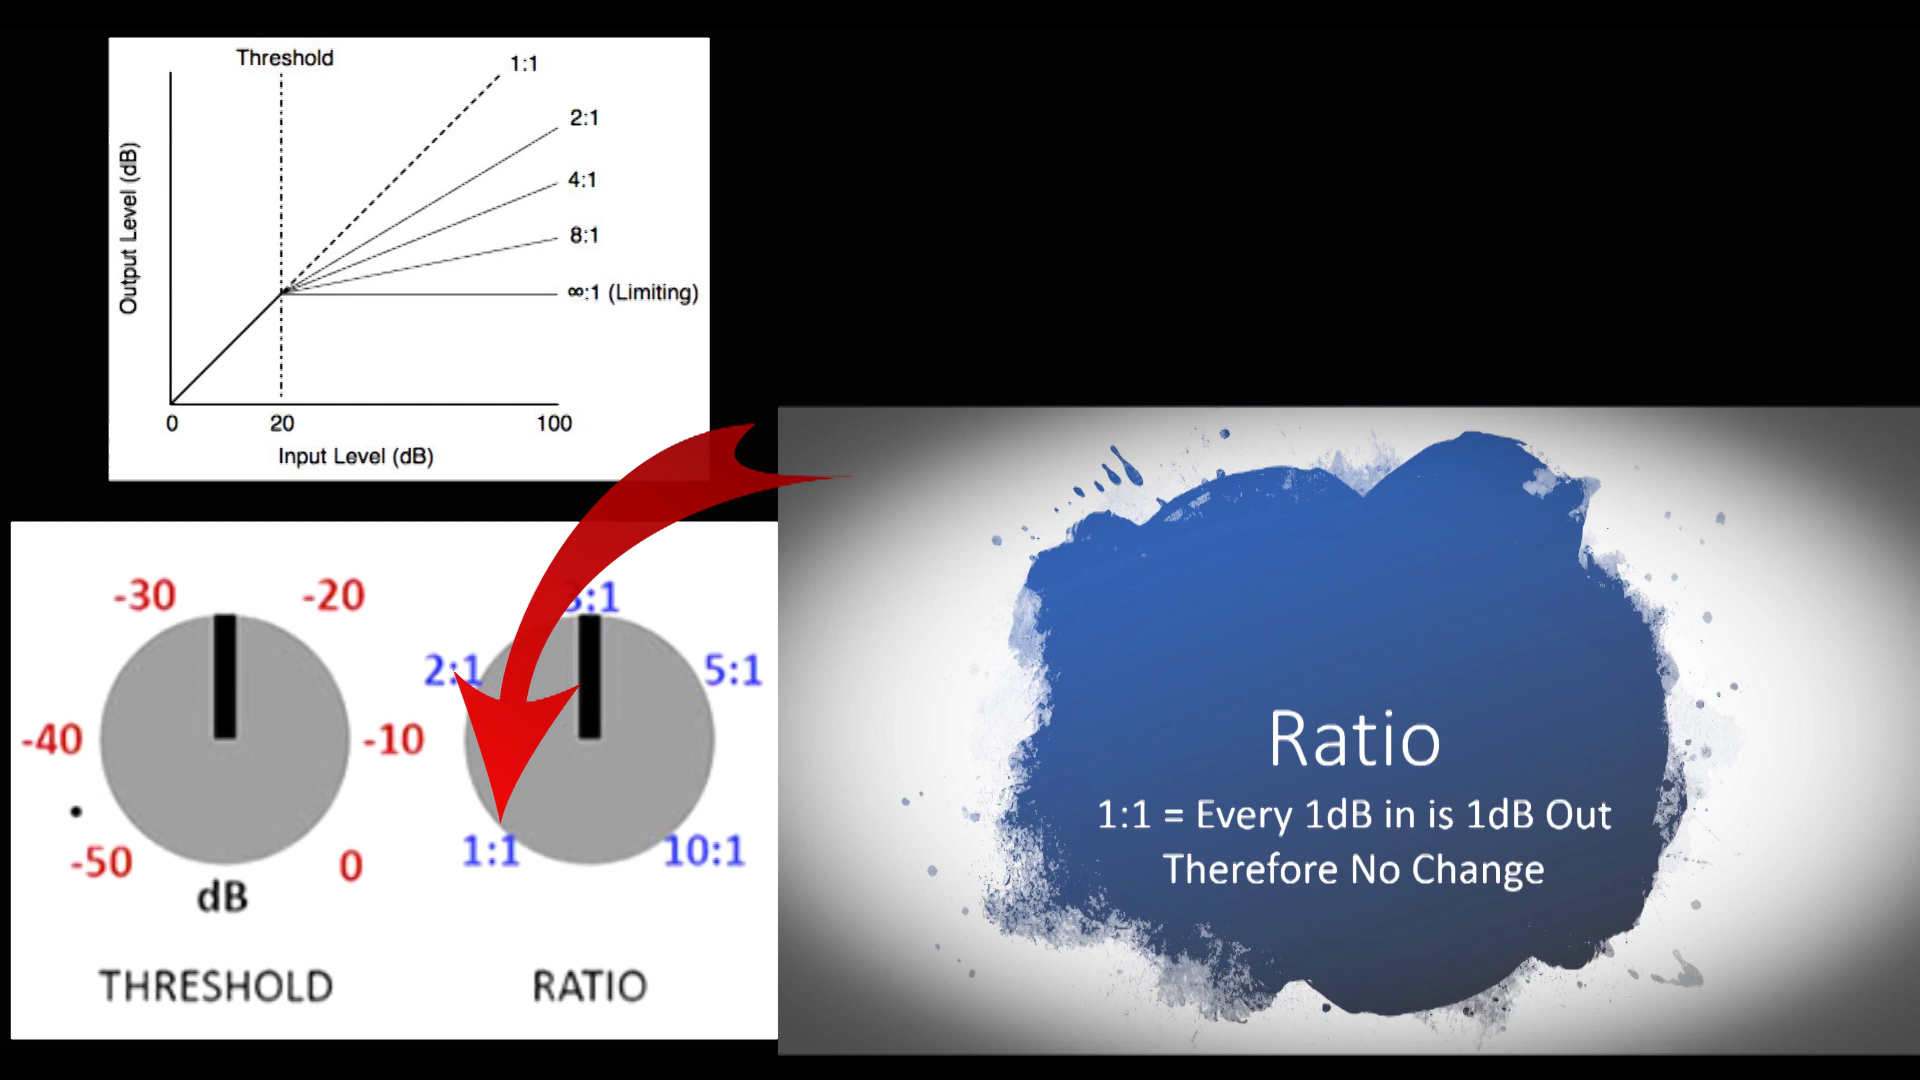 Threshold
1:1
2:1
4:1
8:1
∞:1 (Limiting)
Output Level (dB)
0
20
100
Input Level (dB)
-30
-20
-40
-10
-50
0
dB
THRESHOLD
3:1
2:1
5:1
1:1
10:1
RATIO
Ratio
1:1 = Every 1dB in is 1dB Out
Therefore No Change